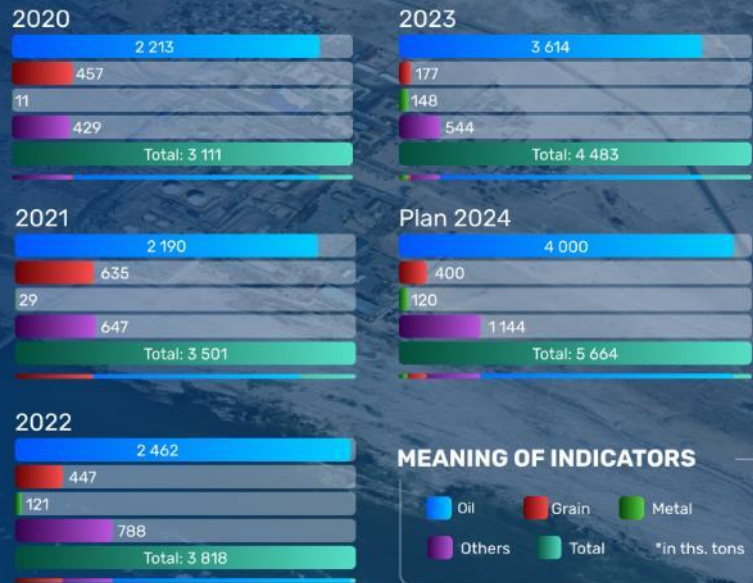 2020
2 213
457
11
429
Total: 3 111
2021
2 190
635
29
647
Total: 3 501
2022
2 462
447
121
788
Total: 3 818
2023
3 614
177
148
544
Total: 4 483
Plan 2024
4 000
400
120
1 144
Total: 5 664
MEANING OF INDICATORS
Oil
Grain
Metal
Others
Total
*in ths. tons